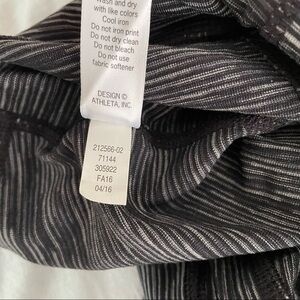 Wash and dry
with like colors
Cool iron
Do not iron print
Do not dry clean
Do not bleach
Do not use
fabric softener
DESIGN ©
ATHLETA, INC.
212566-02
71144
305922
FA16
04/16